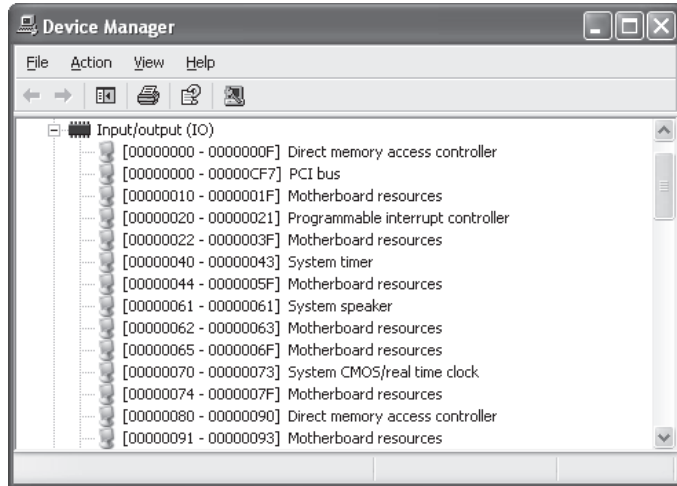 Device Manager
File Action View Help
Input/output (IO)
[00000000 - 0000000F] Direct memory access controller
[00000000 - 00000CF7] PCI bus
[00000010 - 0000001F] Motherboard resources
[00000020 - 00000021] Programmable interrupt controller
[00000022 - 0000003F] Motherboard resources
[00000040 - 00000043] System timer
[00000044 - 0000005F] Motherboard resources
[00000061 - 00000061] System speaker
[00000062 - 00000063] Motherboard resources
[00000065 - 0000006F] Motherboard resources
[00000070 - 00000073] System CMOS/real time clock
[00000074 - 0000007F] Motherboard resources
[00000080 - 00000090] Direct memory access controller
[00000091 - 00000093] Motherboard resources